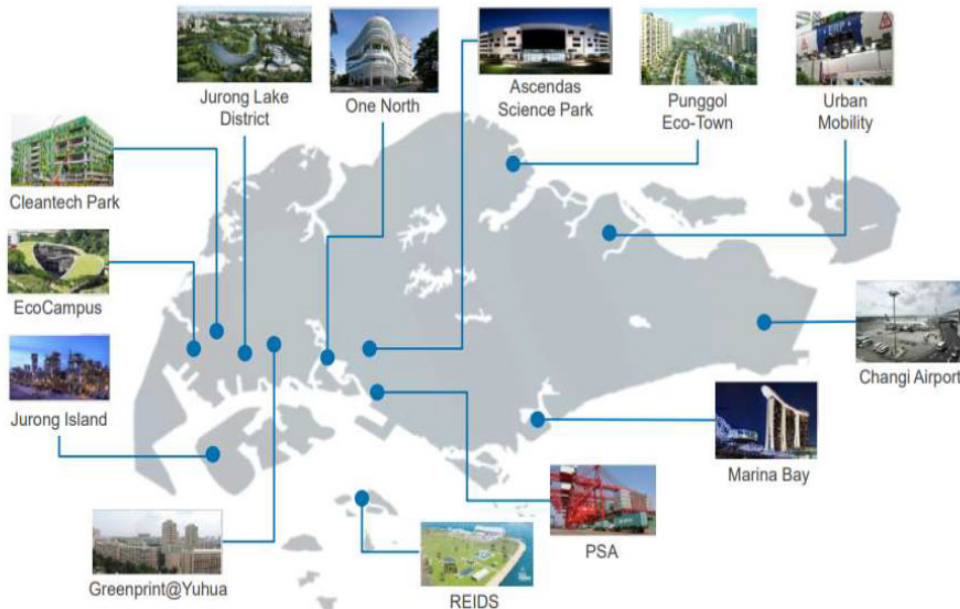 Jurong Lake
District
One North
Ascendas
Science Park
Punggol
Eco-Town
Urban
Mobility
Cleantech Park
EcoCampus
Jurong Island
Changi Airport
Marina Bay
PSA
Greenprint@Yuhua
REIDS